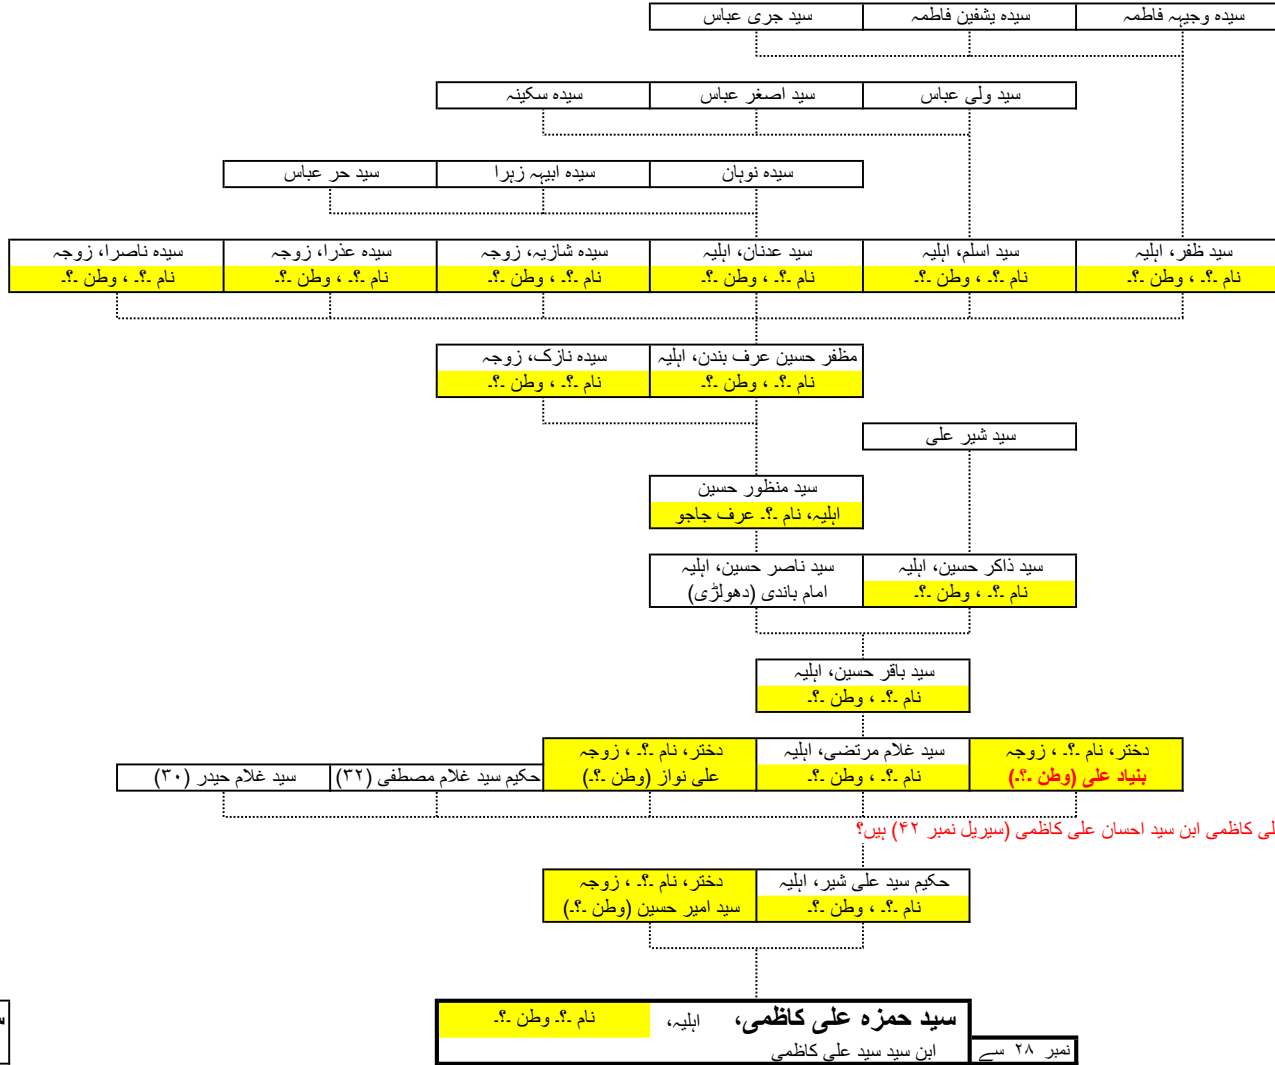 سیدہ وجیہہ فاطمہ
سیدہ یشفین فاطمہ
سید جری عباس
سید ولی عباس
سید اصغر عباس
سیدہ سکینہ
سیدہ نوہان
سیدہ ابیہہ زہرا
سید حر عباس
سید ظفر، اہلیہ
نام ۔؟۔ ، وطن ۔؟۔
سید اسلم، اہلیہ
نام ۔؟۔ ، وطن ۔؟۔
سید عدنان، اہلیہ
نام ۔؟۔ ، وطن ۔؟۔
سیدہ شازیہ، زوجہ
نام ۔؟۔ ، وطن ۔؟۔
سیدہ عذرا، زوجہ
نام ۔؟۔ ، وطن ۔؟۔
سیدہ ناصرا، زوجہ
نام ۔؟۔ ، وطن ۔؟۔
مظفر حسین عرف بندن، اہلیہ
نام ۔؟۔ ، وطن ۔؟۔
سیدہ نازک، زوجہ
نام ۔؟۔ ، وطن ۔؟۔
سید شیر علی
سید منظور حسین
اہلیہ، نام ۔؟۔ عرف جاجو
سید ذاکر حسین، اہلیہ
نام ۔؟۔ ، وطن ۔؟۔
سید ناصر حسین، اہلیہ
امام باندی (دھولڑی)
سید باقر حسین، اہلیہ
نام ۔؟۔ ، وطن ۔؟۔
دختر، نام ۔؟۔ ، زوجہ
بنیاد علی (وطن ۔؟۔)
سید غلام مرتضی، اہلیہ
نام ۔؟۔ ، وطن ۔؟۔
دختر، نام ۔؟۔ ، زوجہ
علی نواز (وطن ۔؟۔)
حکیم سید غلام مصطفی (۳۲)
سید غلام حیدر (۳۰)
لی کاظمی ابن سید احسان علی کاظمی (سیریل نمبر ۴۲) ہیں؟
حکیم سید علی شیر، اہلیہ
نام ۔؟۔ ، وطن ۔؟۔
دختر، نام ۔؟۔ ، زوجہ
سید امیر حسین (وطن ۔؟۔)
سید حمزہ علی کاظمی، اہلیہ، نام ۔؟۔ وطن ۔؟۔
نمبر ۲۸ سے
ابن سید سید علی کاظمی